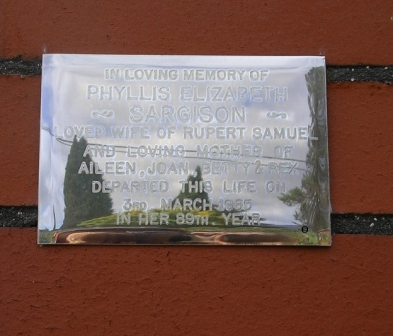 IN LOVING MEMORY OF
PHYLLIS ELIZABETH
SARGISON
LOVED WIFE OF RUPERT SAMUEL
AND LOVING MOTHER OF
AILEEN, JOAN, BETTY & REX
DEPARTED THIS LIFE ON
3RD MARCH 1986
IN HER 89TH. YEAR